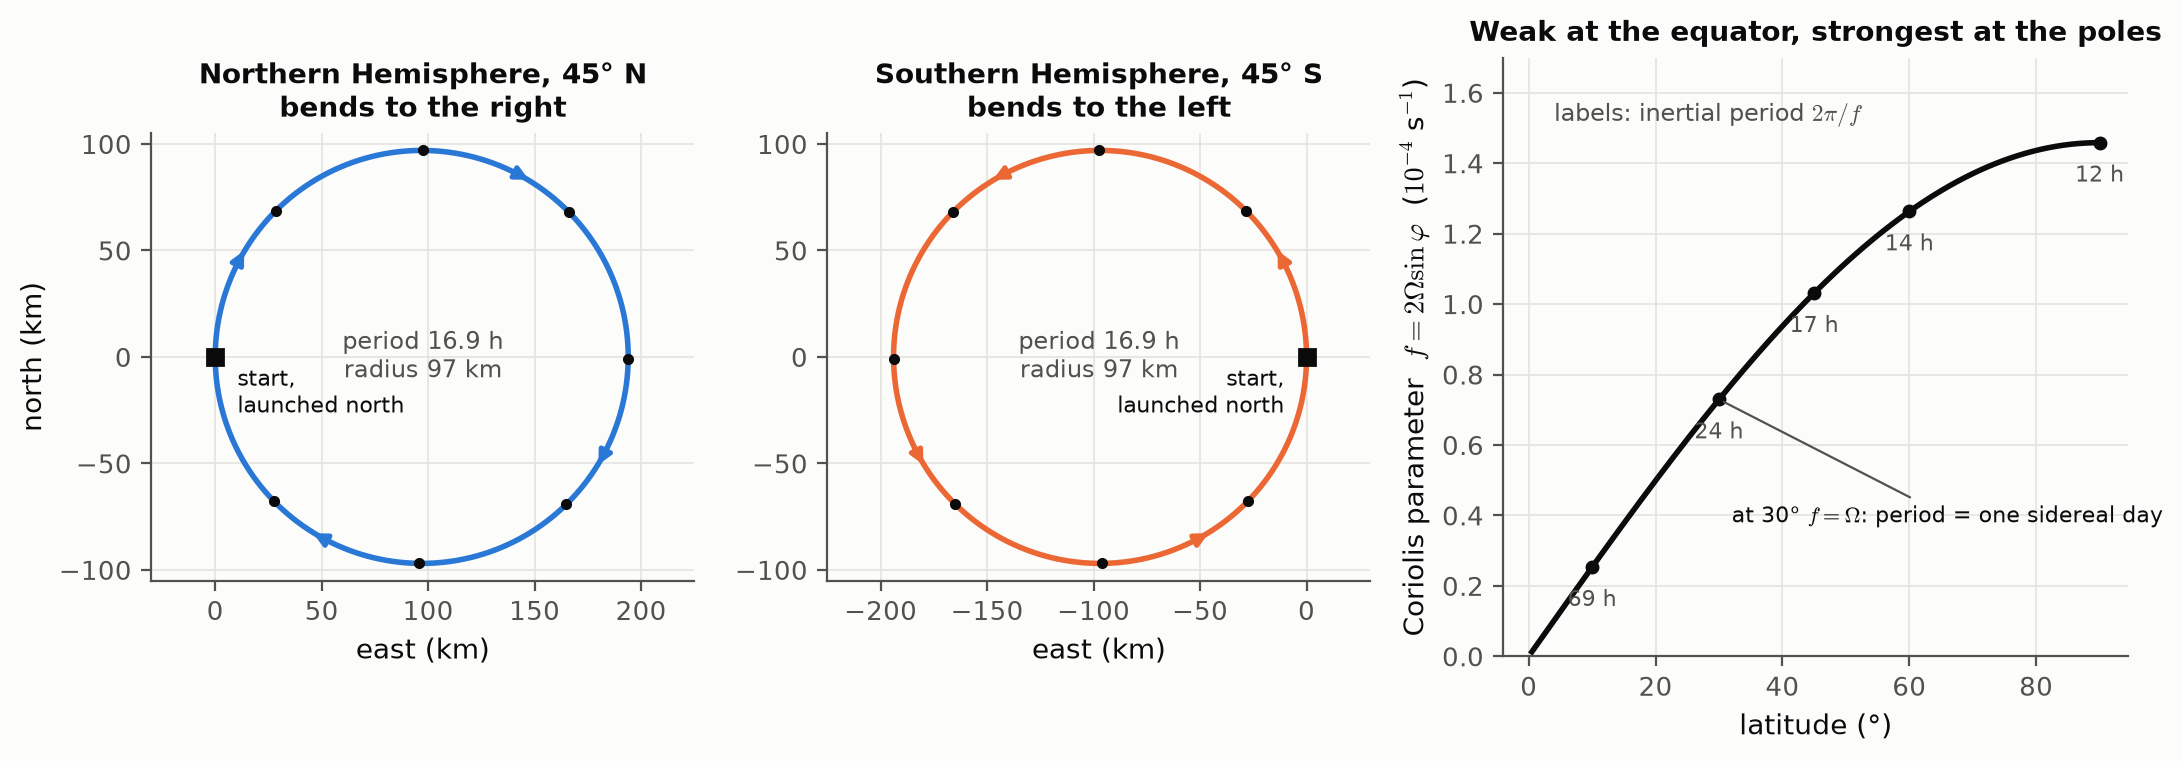 Northern Hemisphere, 45° N
bends to the right
north (km)
100
50
0
−50
−100
period 16.9 h
radius 97 km
start,
launched north
0
50
100
150
200
east (km)
Southern Hemisphere, 45° S
bends to the left
100
50
0
−50
−100
period 16.9 h
radius 97 km
start,
launched north
−200
−150
−100
−50
0
east (km)
Weak at the equator, strongest at the poles
Coriolis parameter f = 2Ω sin φ (10⁻⁴ s⁻¹)
1.6
1.4
1.2
1.0
0.8
0.6
0.4
0.2
0.0
labels: inertial period 2π/f
12 h
14 h
17 h
24 h
69 h
at 30° f = Ω: period = one sidereal day
0
20
40
60
80
latitude (°)